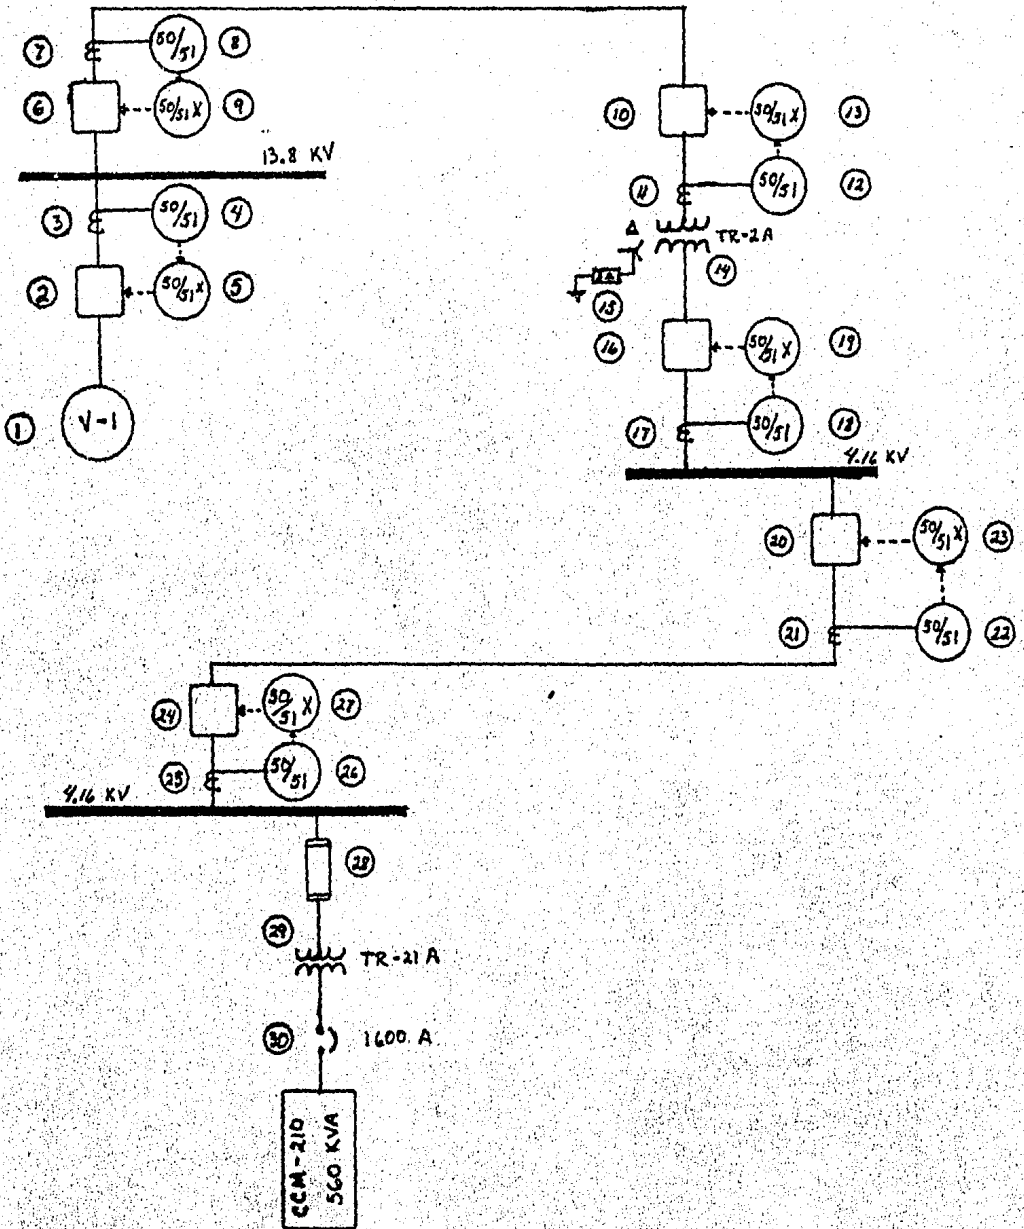 7
50/51
8
6
50/51 X
9
13.8 KV
3
50/51
4
2
50/51 X
5
1
V-1
10
50/51 X
13
11
50/51
12
Δ
TR-2A
14
15
16
50/51 X
19
17
50/51
18
4.16 KV
20
50/51 X
23
21
50/51
22
24
50/51 X
27
25
50/51
26
4.16 KV
28
29
TR-21 A
30
1600. A
CCM-210
560 KVA